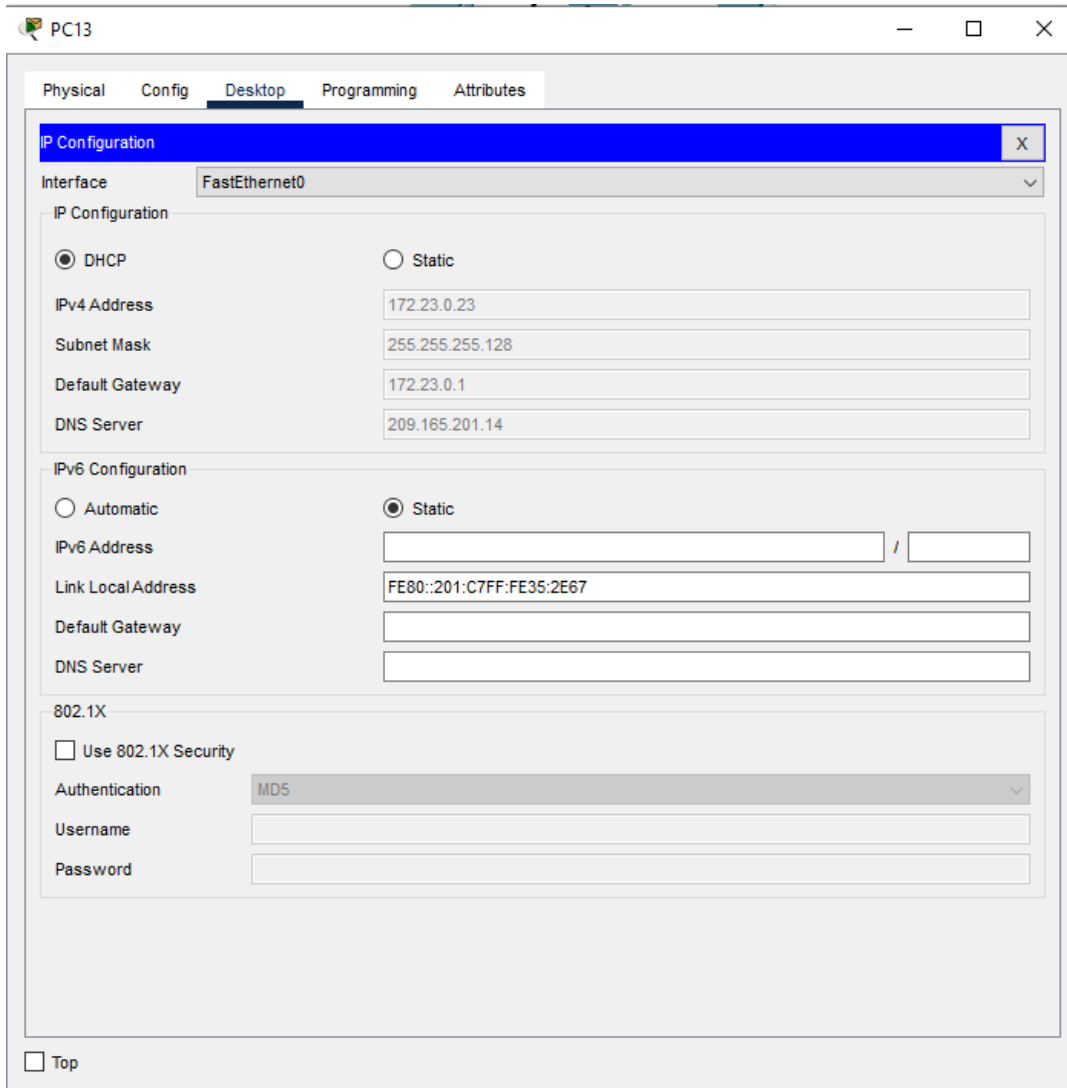 PC13
Physical Config Desktop Programming Attributes
IP Configuration X
Interface FastEthernet0
IP Configuration
DHCP Static
IPv4 Address 172.23.0.23
Subnet Mask 255.255.255.128
Default Gateway 172.23.0.1
DNS Server 209.165.201.14
IPv6 Configuration
Automatic Static
IPv6 Address /
Link Local Address FE80::201:C7FF:FE35:2E67
Default Gateway
DNS Server
802.1X
Use 802.1X Security
Authentication MD5
Username
Password
Top